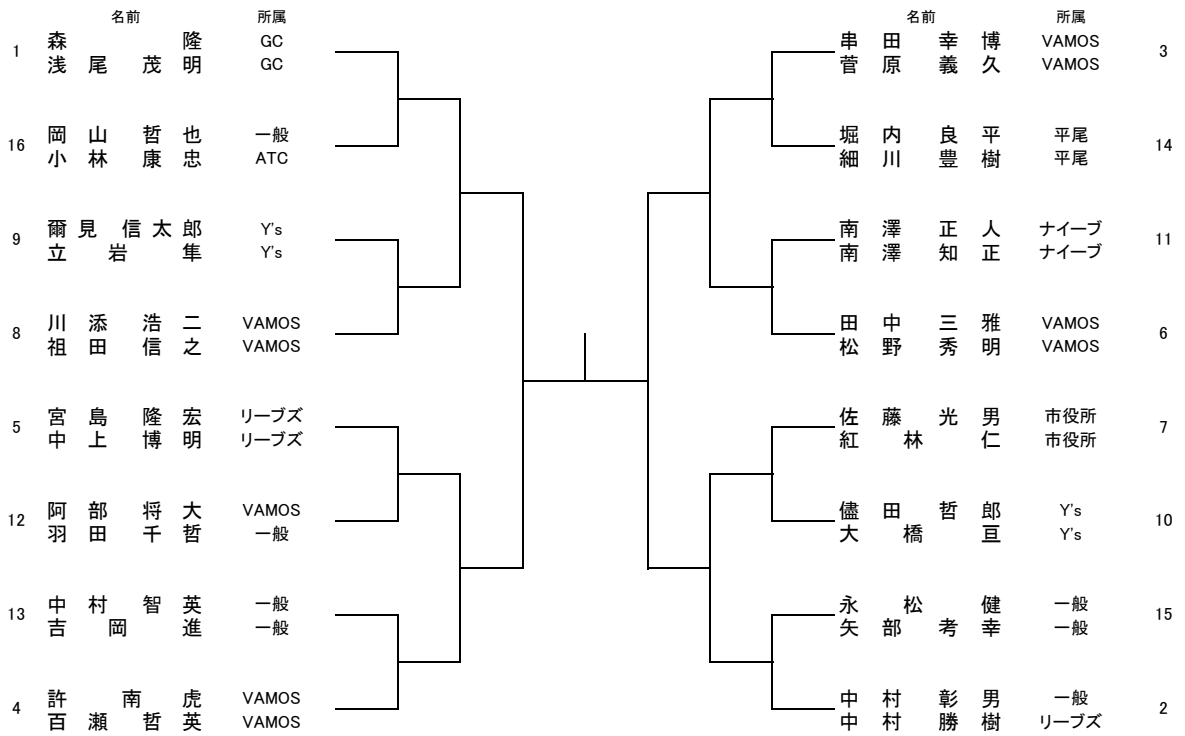 名前 所属
1 森 隆 GC
浅尾 茂明 GC
16 岡山 哲也 一般
小林 康忠 ATC
9 爾見 信太郎 Y's
立岩 隼 Y's
8 川添 浩二 VAMOS
祖田 信之 VAMOS
5 宮島 隆宏 リーブズ
中上 博明 リーブズ
12 阿部 将大 VAMOS
羽田 千哲 一般
13 中村 智英 一般
吉岡 進 一般
4 許 南虎 VAMOS
百瀬 哲英 VAMOS
名前 所属
串田 幸博 VAMOS 3
菅原 義久 VAMOS
堀内 良平 平尾 14
細川 豊樹 平尾
南澤 正人 ナイーブ 11
南澤 知正 ナイーブ
田中 三雅 VAMOS 6
松野 秀明 VAMOS
佐藤 光男 市役所 7
紅林 仁 市役所
儘田 哲郎 Y's 10
大橋 亘 Y's
永松 健 一般 15
矢部 考幸 一般
中村 彰男 一般 2
中村 勝樹 リーブズ